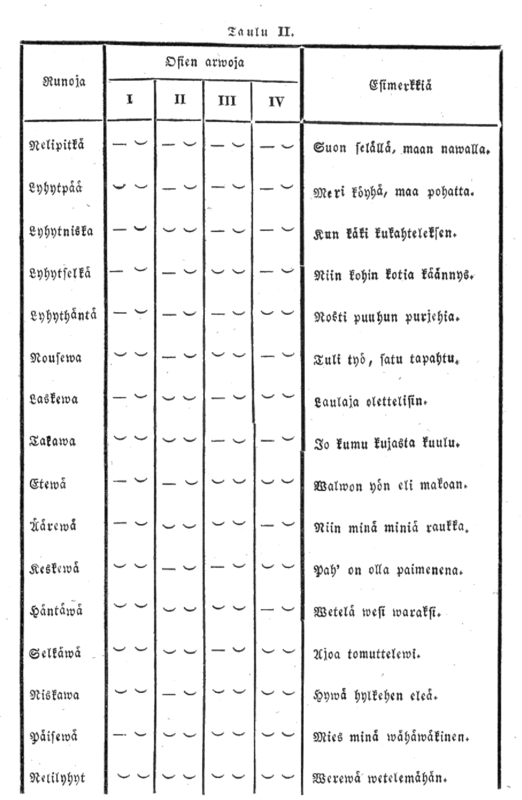 Taulu II.
Runoja
Osien arwoja
Esimerkkiä
I II III IV
Nelipitkä — ⏑ — ⏑ — ⏑ — ⏑ Suon selällä, maan nawalla.
Lyhytpää ⏑ ⏑ — ⏑ — ⏑ — ⏑ Meri köyhä, maa pohatta.
Lyhytniska — ⏑ ⏑ ⏑ — ⏑ — ⏑ Kun käki kukahteleksen.
Lyhytselkä — ⏑ — ⏑ ⏑ ⏑ — ⏑ Niin kohin kotia käännys.
Lyhythäntä — ⏑ — ⏑ — ⏑ ⏑ ⏑ Nosti puuhun purjehia.
Nousewa ⏑ ⏑ — ⏑ ⏑ ⏑ — ⏑ Tuli työ, satu tapahtu.
Laskewa — ⏑ ⏑ ⏑ — ⏑ ⏑ ⏑ Laulaja olettelisin.
Takawa ⏑ ⏑ ⏑ ⏑ — ⏑ — ⏑ Jo kumu kujasta kuulu.
Etewä — ⏑ — ⏑ ⏑ ⏑ ⏑ ⏑ Walwon yön eli makoan.
Äärewä — ⏑ ⏑ ⏑ ⏑ ⏑ — ⏑ Niin minä miniä raukka.
Keskewä ⏑ ⏑ — ⏑ — ⏑ ⏑ ⏑ Pah' on olla paimenena.
Häntäwä ⏑ ⏑ ⏑ ⏑ ⏑ ⏑ — ⏑ Wetelä wesi waraksi.
Selkäwä ⏑ ⏑ ⏑ ⏑ — ⏑ ⏑ ⏑ Ajoa tomuttelewi.
Niskawa ⏑ ⏑ — ⏑ ⏑ ⏑ ⏑ ⏑ Hywä hylkehen eleä.
Päisewä — ⏑ ⏑ ⏑ ⏑ ⏑ ⏑ ⏑ Mies minä wähäwäkinen.
Nelilyhyt ⏑ ⏑ ⏑ ⏑ ⏑ ⏑ ⏑ ⏑ Werewä wetelemähän.